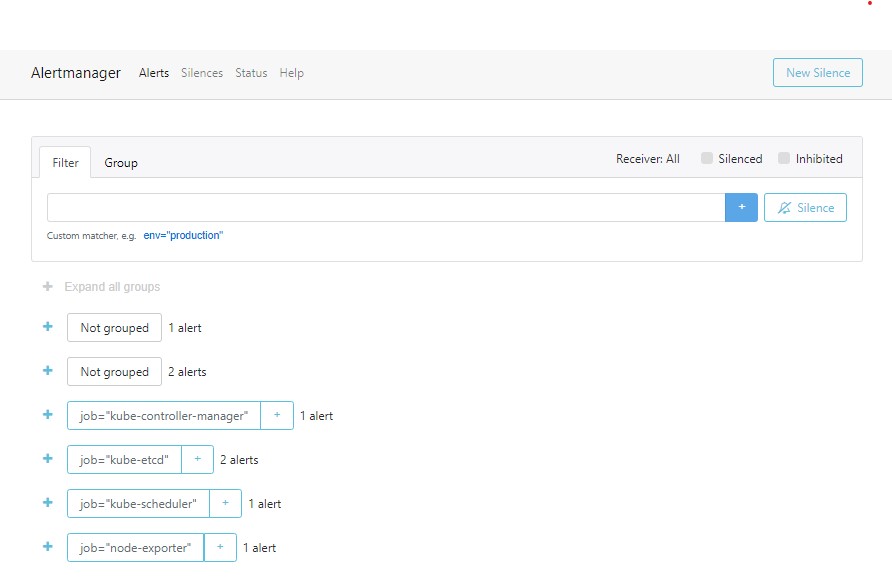 Alertmanager Alerts Silences Status Help New Silence
Filter Group Receiver: All Silenced Inhibited
+ Silence
Custom matcher, e.g. env="production"
+ Expand all groups
+ Not grouped 1 alert
+ Not grouped 2 alerts
+ job="kube-controller-manager" + 1 alert
+ job="kube-etcd" + 2 alerts
+ job="kube-scheduler" + 1 alert
+ job="node-exporter" + 1 alert